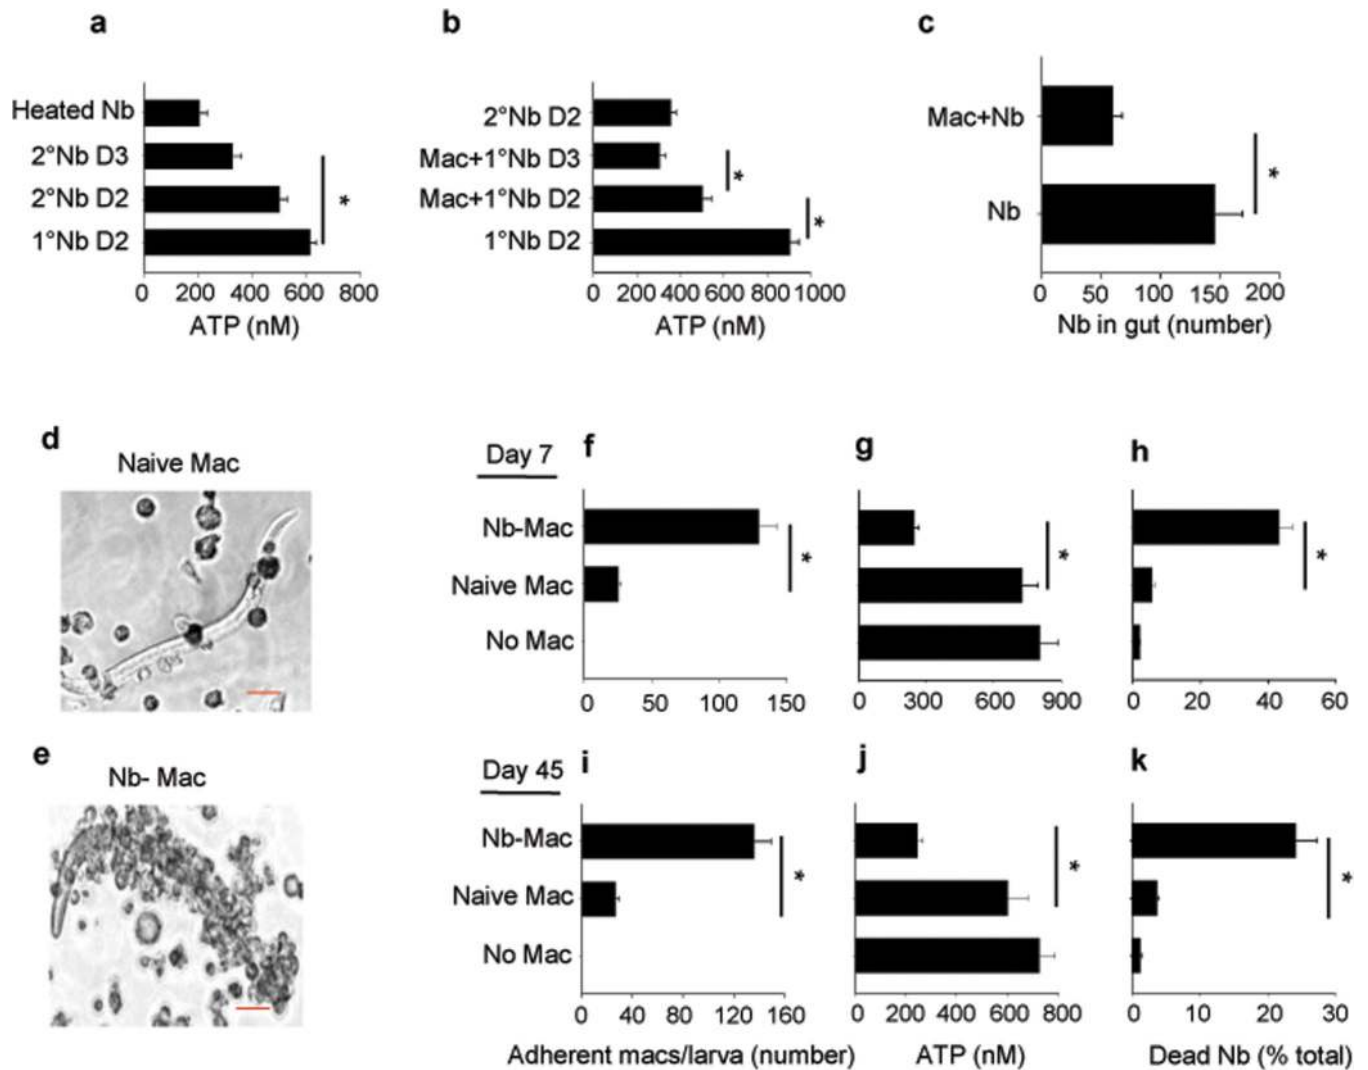 a
Heated Nb
2°Nb D3
2°Nb D2
1°Nb D2
*
0 200 400 600 800
ATP (nM)
b
2°Nb D2
Mac+1°Nb D3
Mac+1°Nb D2
1°Nb D2
*
*
0 200 400 600 800 1000
ATP (nM)
c
Mac+Nb
Nb
*
0 50 100 150 200
Nb in gut (number)
d
Naive Mac
e
Nb- Mac
Day 7
f
Nb-Mac
Naive Mac
No Mac
*
0 50 100 150
g
*
0 300 600 900
h
*
0 20 40 60
Day 45
i
Nb-Mac
Naive Mac
No Mac
*
0 40 80 120 160
Adherent macs/larva (number)
j
*
0 200 400 600 800
ATP (nM)
k
*
0 10 20 30
Dead Nb (% total)